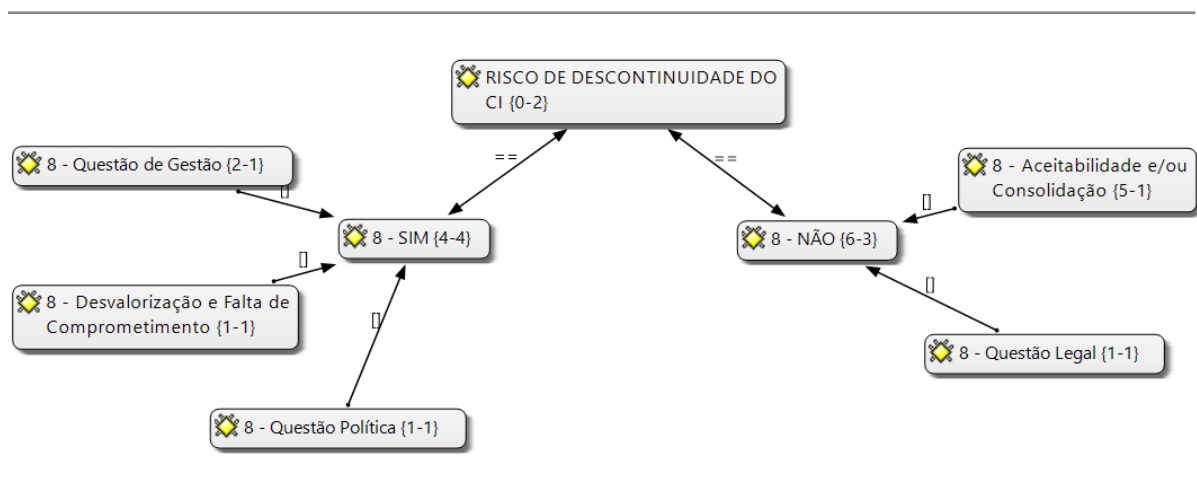 RISCO DE DESCONTINUIDADE DO
CI {0-2}
==
==
8 - Questão de Gestão {2-1}
[]
8 - Aceitabilidade e/ou
Consolidação {5-1}
[]
8 - SIM {4-4}
8 - NÃO {6-3}
[]
8 - Desvalorização e Falta de
Comprometimento {1-1}
[]
[]
8 - Questão Legal {1-1}
8 - Questão Política {1-1}